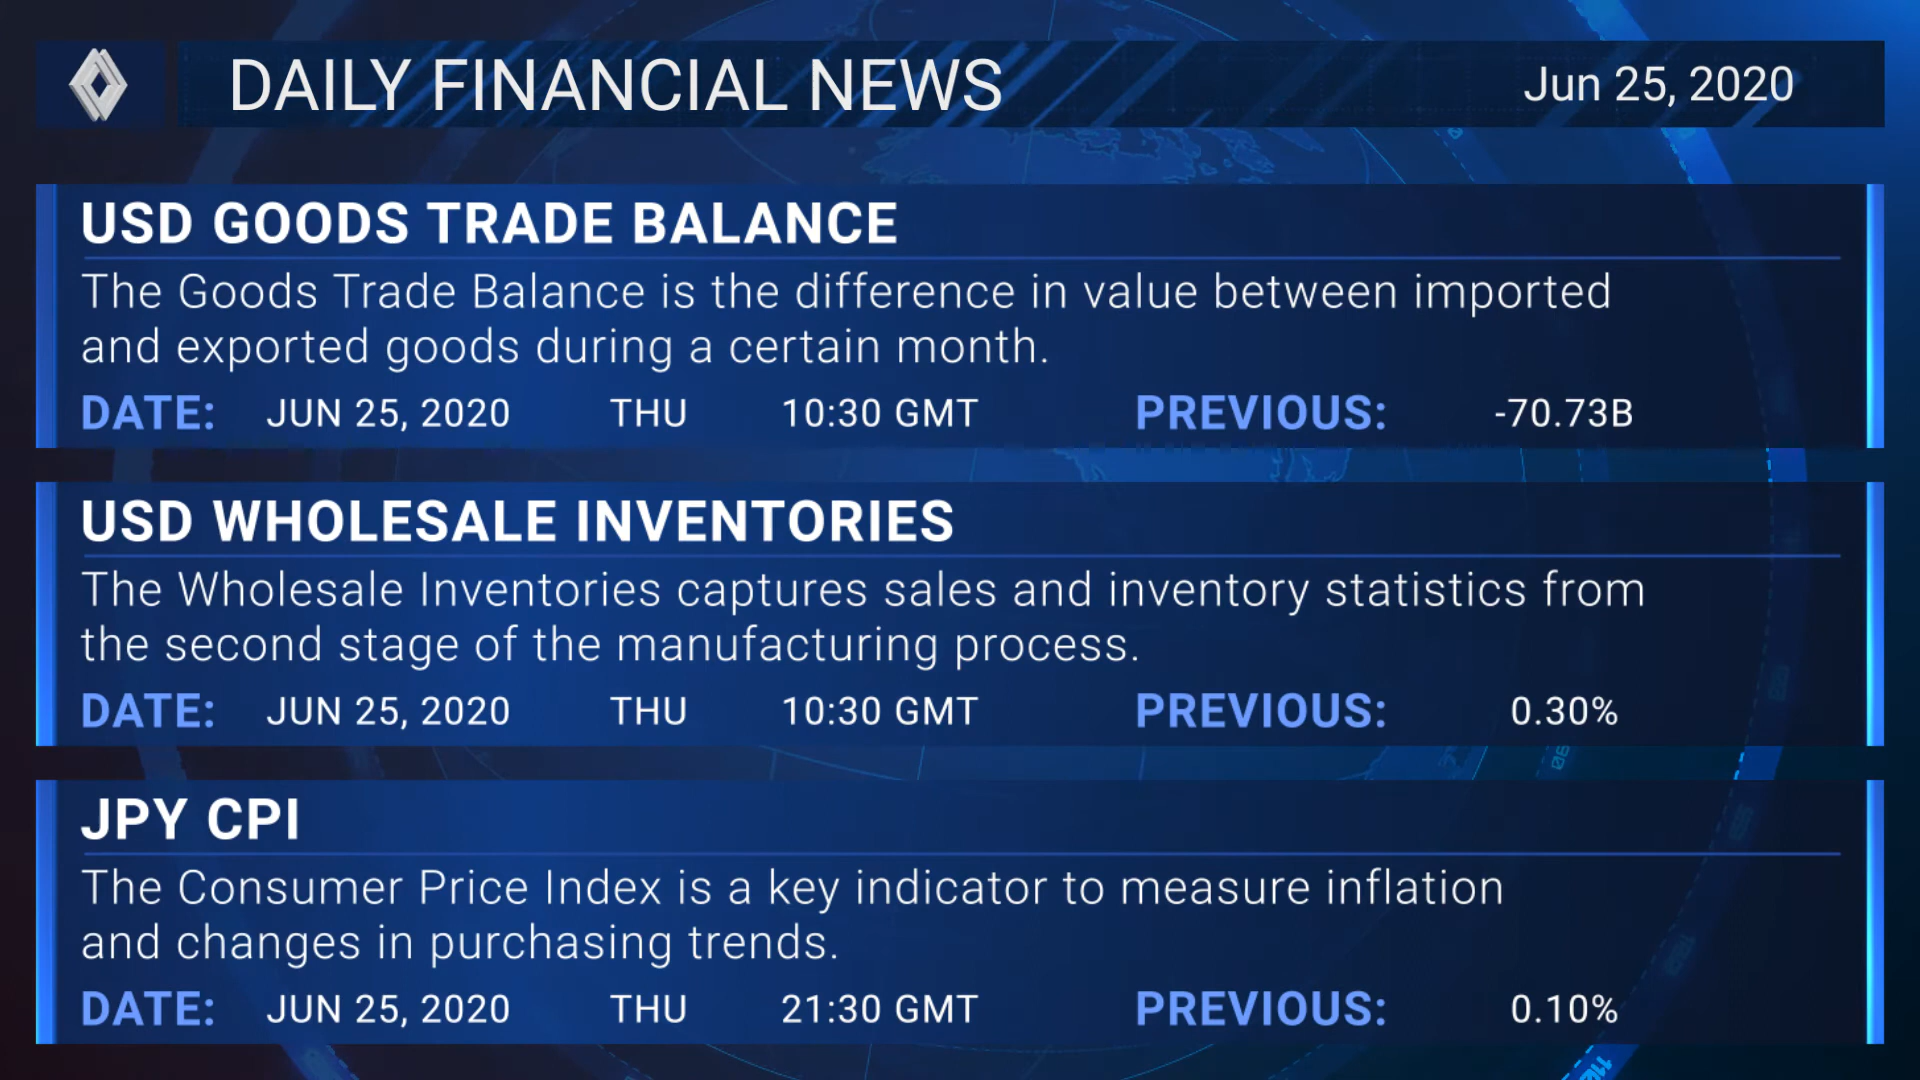 DAILY FINANCIAL NEWS
Jun 25, 2020
USD GOODS TRADE BALANCE
The Goods Trade Balance is the difference in value between imported
and exported goods during a certain month.
DATE: JUN 25, 2020 THU 10:30 GMT PREVIOUS: -70.73B
USD WHOLESALE INVENTORIES
The Wholesale Inventories captures sales and inventory statistics from
the second stage of the manufacturing process.
DATE: JUN 25, 2020 THU 10:30 GMT PREVIOUS: 0.30%
JPY CPI
The Consumer Price Index is a key indicator to measure inflation
and changes in purchasing trends.
DATE: JUN 25, 2020 THU 21:30 GMT PREVIOUS: 0.10%